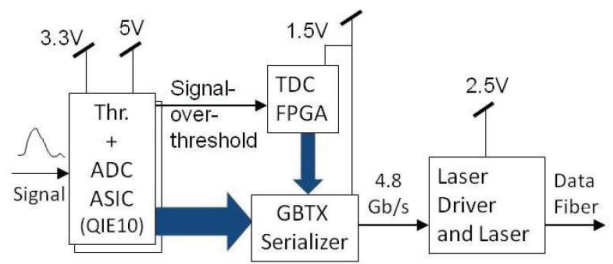 3.3V
5V
1.5V
Signal-
over-
threshold
TDC
FPGA
Thr.
+
ADC
ASIC
(QIE10)
Signal
2.5V
GBTX
Serializer
4.8
Gb/s
Laser
Driver
and Laser
Data
Fiber